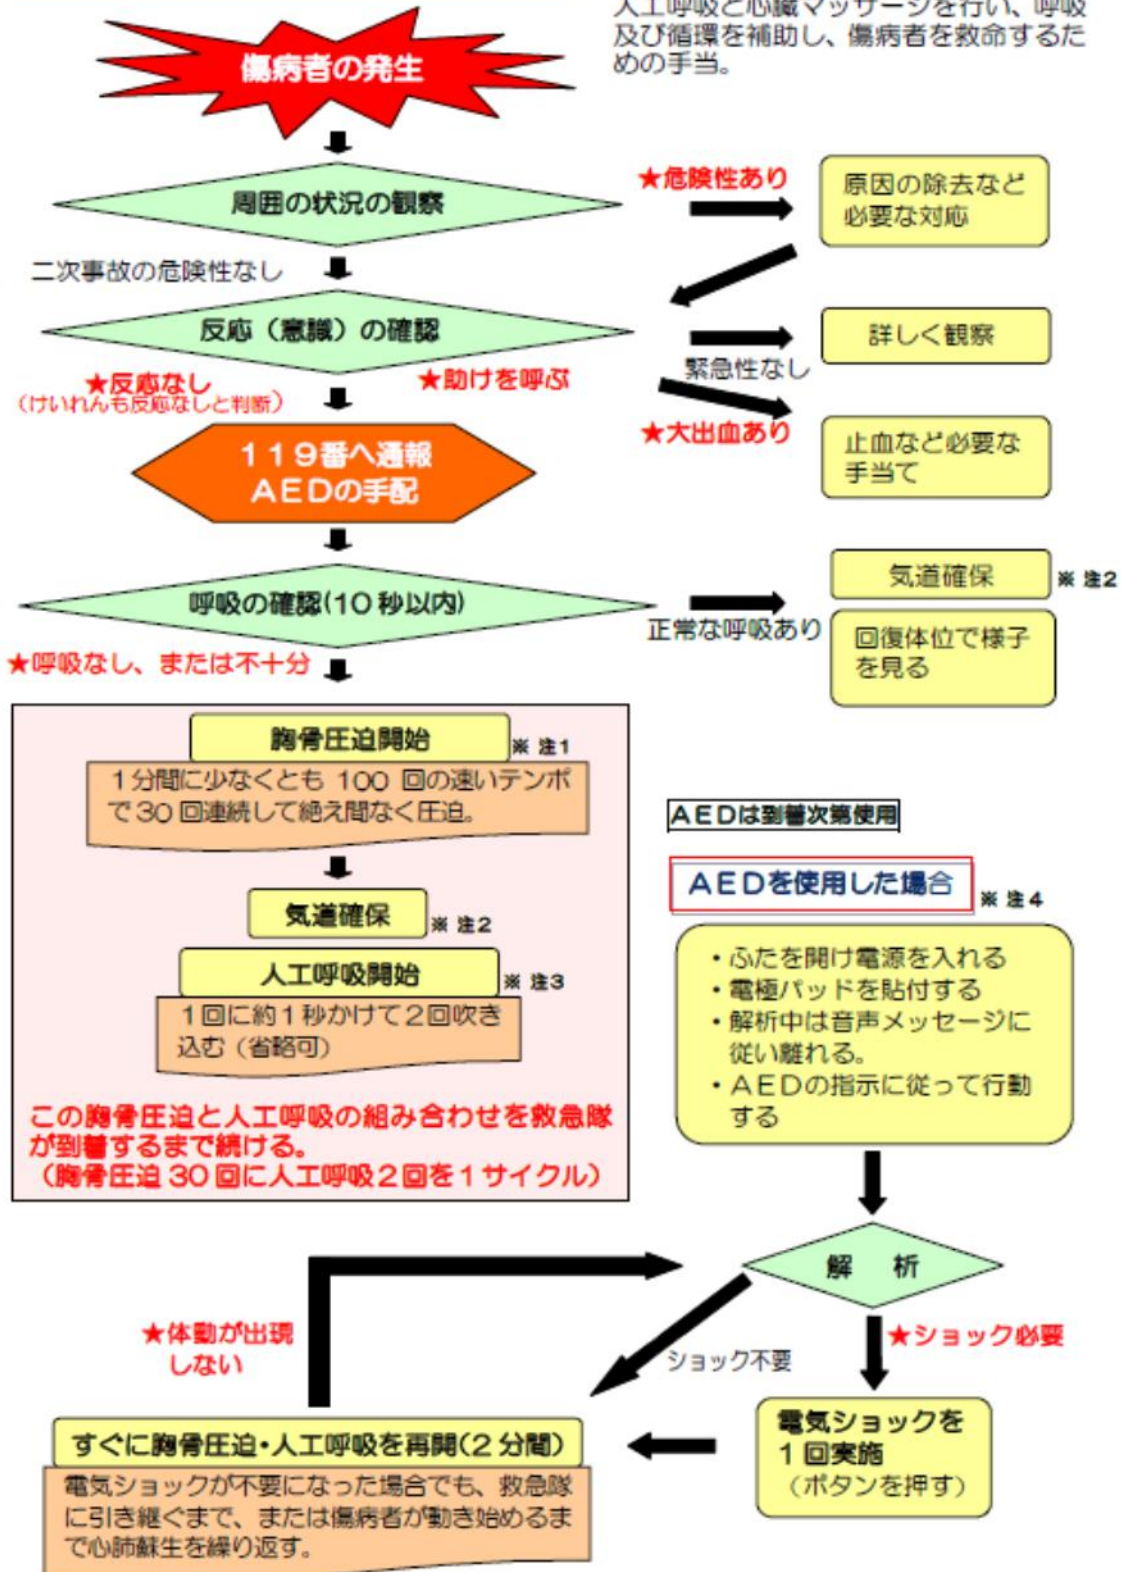 人工呼吸と心臓マッサージを行い、呼吸
及び循環を補助し、傷病者を救命するた
めの手当。
傷病者の発生
周囲の状況の観察
★危険性あり
原因の除去など
必要な対応
二次事故の危険性なし
反応（意識）の確認
緊急性なし
詳しく観察
★反応なし
（けいれんも反応なしと判断）
★助けを呼ぶ
★大出血あり
止血など必要な
手当て
１１９番へ通報
ＡＥＤの手配
呼吸の確認(10秒以内)
正常な呼吸あり
気道確保
※ 注2
回復体位で様子
を見る
★呼吸なし、または不十分
胸骨圧迫開始
※ 注1
１分間に少なくとも 100 回の速いテンポ
で 30 回連続して絶え間なく圧迫。
気道確保
※ 注2
人工呼吸開始
※ 注3
１回に約１秒かけて２回吹き
込む（省略可）
この胸骨圧迫と人工呼吸の組み合わせを救急隊
が到着するまで続ける。
（胸骨圧迫 30 回に人工呼吸２回を１サイクル）
ＡＥＤは到着次第使用
ＡＥＤを使用した場合
※ 注４
・ふたを開け電源を入れる
・電極パッドを貼付する
・解析中は音声メッセージに
従い離れる。
・ＡＥＤの指示に従って行動
する
解　析
★体動が出現
しない
ショック不要
★ショック必要
電気ショックを
１回実施
（ボタンを押す）
すぐに胸骨圧迫・人工呼吸を再開(２分間)
電気ショックが不要になった場合でも、救急隊
に引き継ぐまで、または傷病者が動き始めるま
で心肺蘇生を繰り返す。